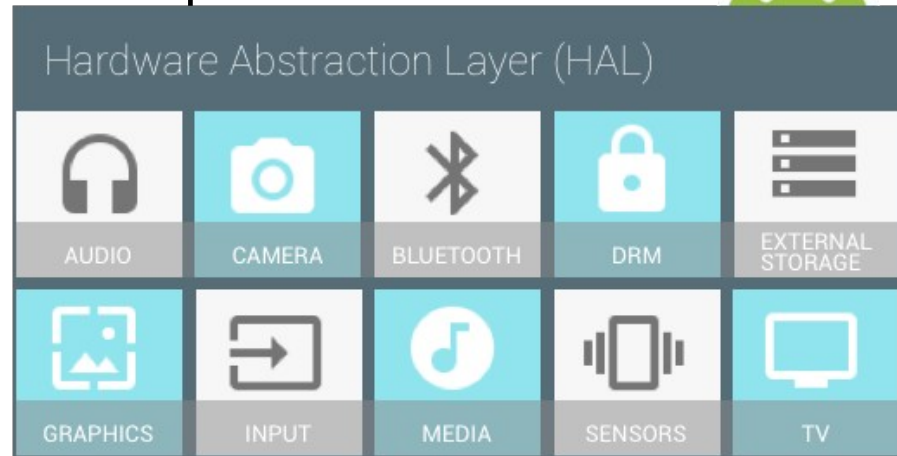 Hardware Abstraction Layer (HAL)
AUDIO
CAMERA
BLUETOOTH
DRM
EXTERNAL
STORAGE
GRAPHICS
INPUT
MEDIA
SENSORS
TV